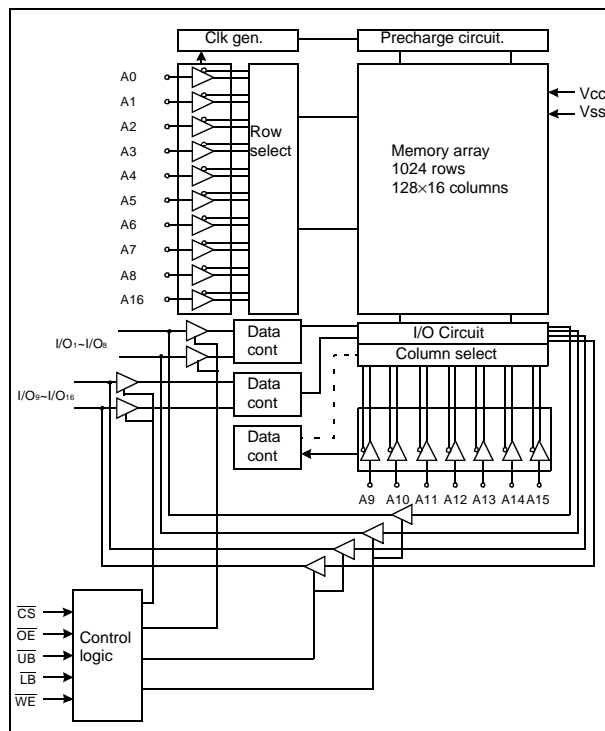 Clk gen.
Precharge circuit.
A0
A1
A2
A3
A4
A5
A6
A7
A8
A16
Row
select
Memory array
1024 rows
128×16 columns
Vcc
Vss
I/O1~I/O8
I/O9~I/O16
Data
cont
Data
cont
Data
cont
I/O Circuit
Column select
A9 A10 A11 A12 A13 A14 A15
CS
OE
UB
LB
WE
Control
logic